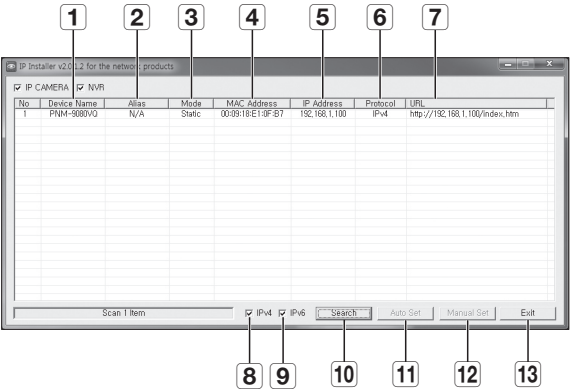 1 2 3 4 5 6 7
IP Installer v2.0.1.2 for the network products
IP CAMERA NVR
No Device Name Alias Mode MAC Address IP Address Protocol URL
1 PNM-9080VQ N/A Static 00:09:18:E1:0F:B7 192,168,1,100 IPv4 http://192,168,1,100/index,htm
Scan 1 Item IPv4 IPv6 Search Auto Set Manual Set Exit
8 9 10 11 12 13